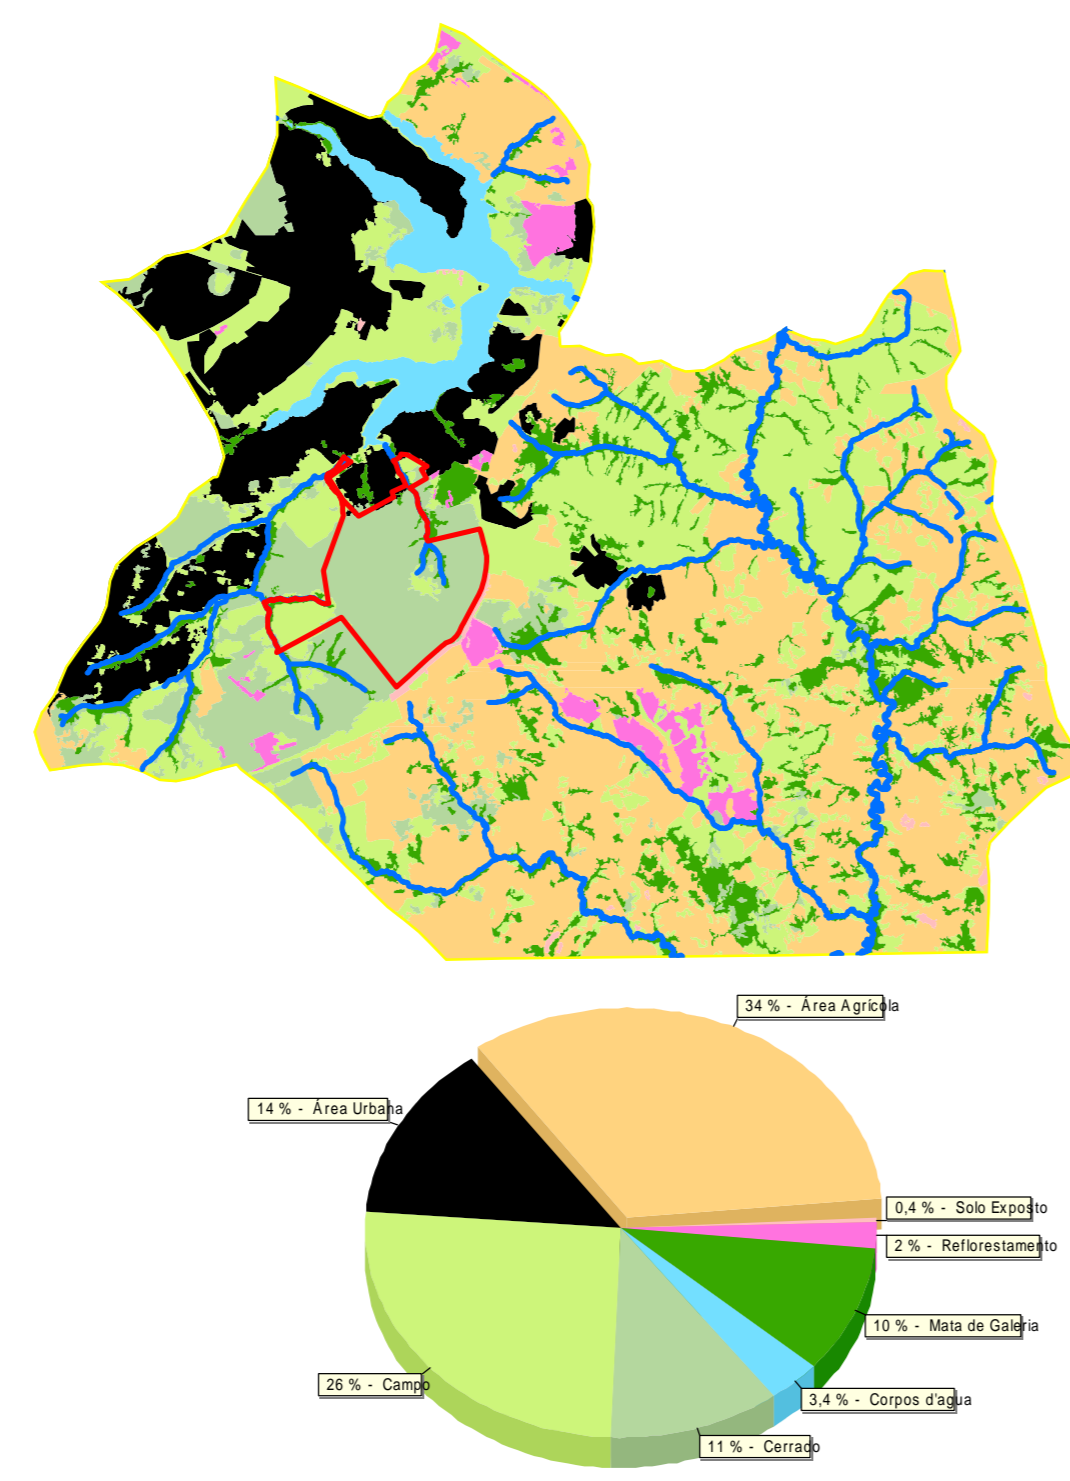 34 % - Área Agrícola
14 % - Área Urbana
0,4 % - Solo Exposto
2 % - Reflorestamento
10 % - Mata de Galeria
26 % - Campo
3,4 % - Corpos d'agua
11 % - Cerrado